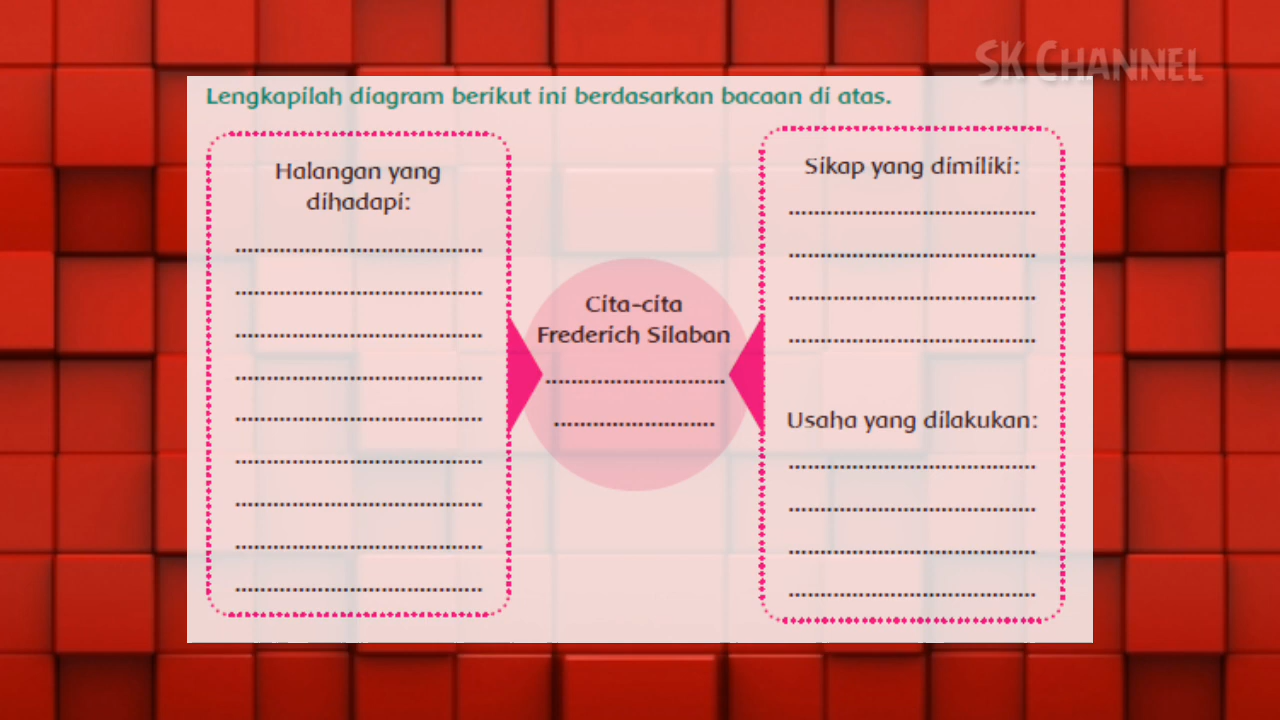 SK CHANNEL
Lengkapilah diagram berikut ini berdasarkan bacaan di atas.
Halangan yang
dihadapi:
.......................................
.......................................
.......................................
.......................................
.......................................
.......................................
.......................................
.......................................
.......................................
Cita-cita
Frederich Silaban
............................
.........................
Sikap yang dimiliki:
.......................................
.......................................
.......................................
.......................................
Usaha yang dilakukan:
.......................................
.......................................
.......................................
.......................................